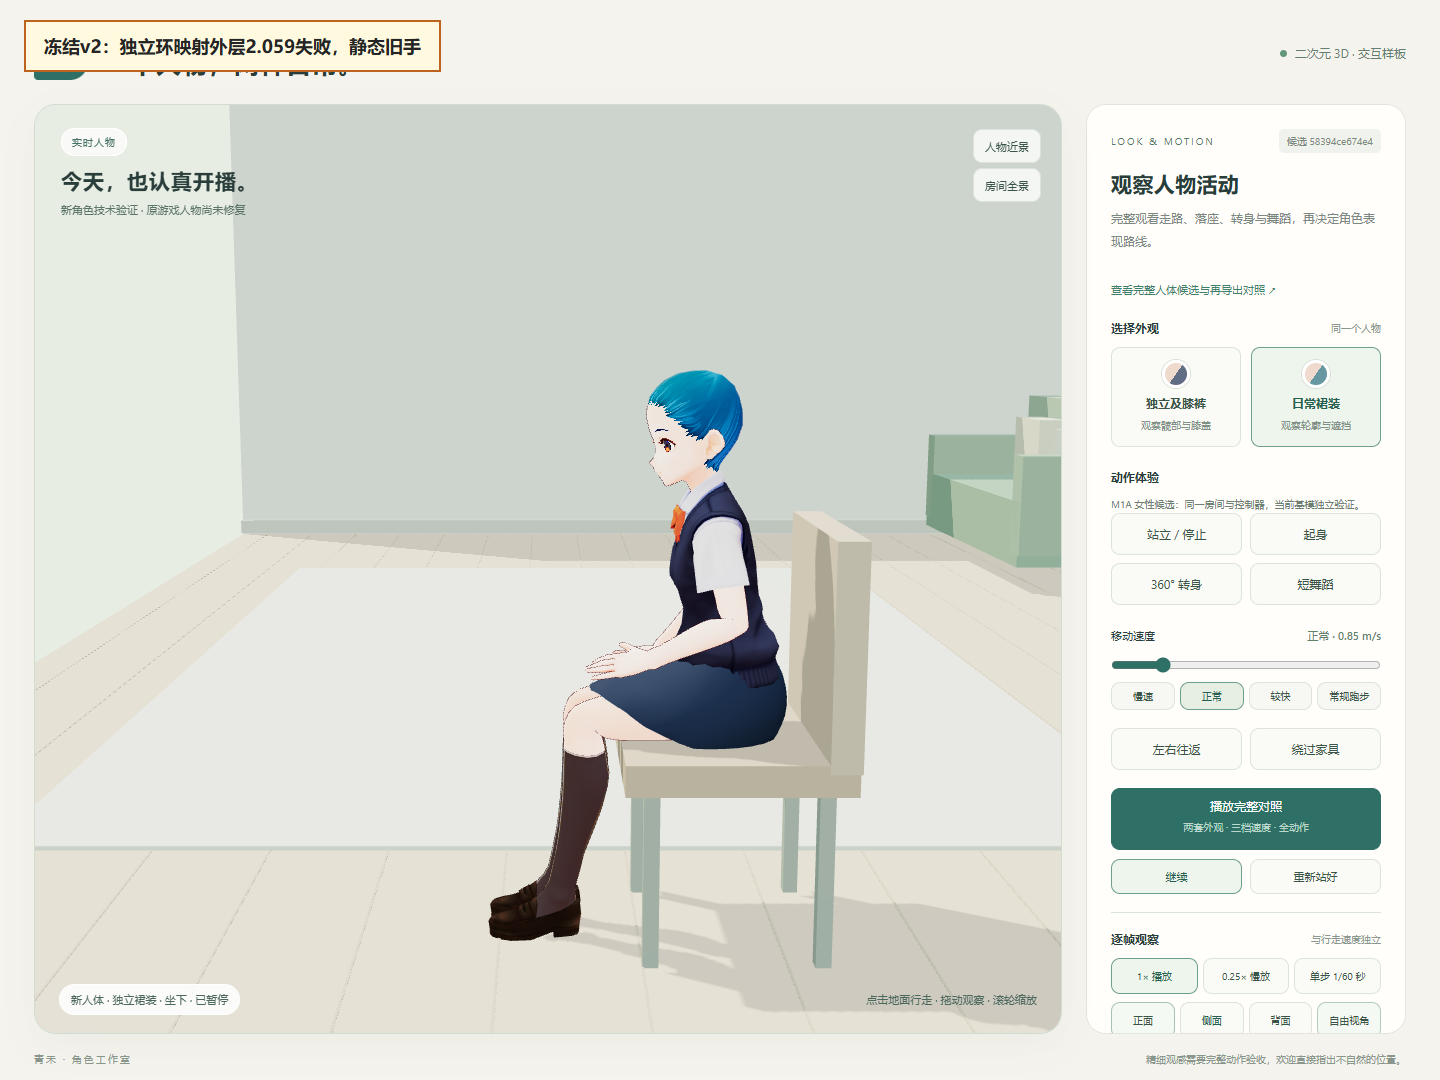 冻结v2：独立环映射外层2.059失败，静态旧手
二次元 3D · 交互样板
实时人物
今天，也认真开播。
新角色技术验证 · 原游戏人物尚未修复
人物近景
房间全景
LOOK & MOTION
候选 58394ce674e4
观察人物活动
完整观看走路、落座、转身与舞蹈，再决定角色表
现路线。
查看完整人体候选与再导出对照 ↗
选择外观
同一个人物
独立及膝裤
观察髋部与膝盖
日常裙装
观察轮廓与遮挡
动作体验
M1A 女性候选：同一房间与控制器，当前基模独立验证。
站立 / 停止
起身
360° 转身
短舞蹈
移动速度
正常 · 0.85 m/s
慢速
正常
较快
常规跑步
左右往返
绕过家具
播放完整对照
两套外观 · 三档速度 · 全动作
继续
重新站好
逐帧观察
与行走速度独立
1× 播放
0.25× 慢放
单步 1/60 秒
正面
侧面
背面
自由视角
新人体 · 独立裙装 · 坐下 · 已暂停
点击地面行走 · 拖动观察 · 滚轮缩放
青禾 · 角色工作室
精细观感需要完整动作验收，欢迎直接指出不自然的位置。